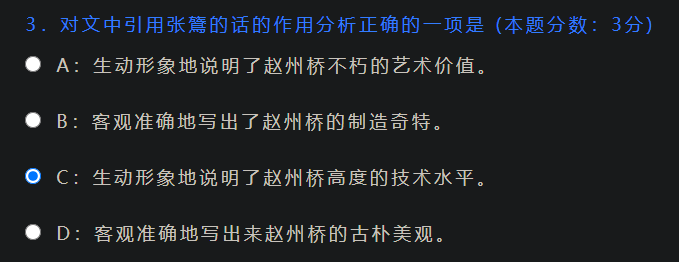 3. 对文中引用张鷟的话的作用分析正确的一项是 (本题分数：3分)
A：生动形象地说明了赵州桥不朽的艺术价值。
B：客观准确地写出了赵州桥的制造奇特。
C：生动形象地说明了赵州桥高度的技术水平。
D：客观准确地写出来赵州桥的古朴美观。